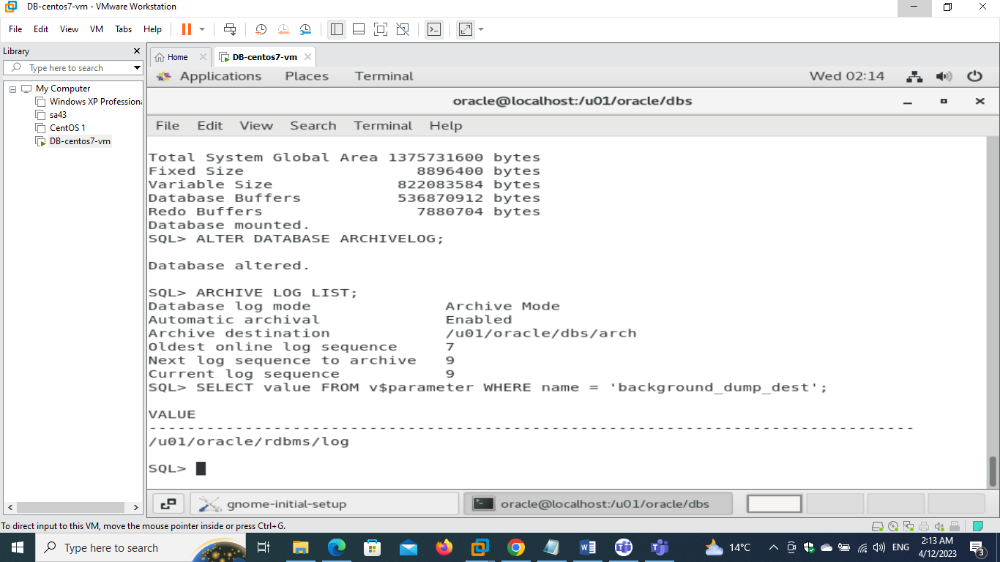 DB-centos7-vm - VMware Workstation
File Edit View VM Tabs Help
Library
Type here to search
My Computer
Windows XP Professiona
sa43
CentOS 1
DB-centos7-vm
Home DB-centos7-vm
Applications Places Terminal Wed 02:14
oracle@localhost:/u01/oracle/dbs
File Edit View Search Terminal Help
Total System Global Area 1375731600 bytes
Fixed Size 8896400 bytes
Variable Size 822083584 bytes
Database Buffers 536870912 bytes
Redo Buffers 7880704 bytes
Database mounted.
SQL> ALTER DATABASE ARCHIVELOG;
Database altered.
SQL> ARCHIVE LOG LIST;
Database log mode Archive Mode
Automatic archival Enabled
Archive destination /u01/oracle/dbs/arch
Oldest online log sequence 7
Next log sequence to archive 9
Current log sequence 9
SQL> SELECT value FROM v$parameter WHERE name = 'background_dump_dest';
VALUE
--------------------------------------------------------------------------------
/u01/oracle/rdbms/log
SQL>
gnome-initial-setup oracle@localhost:/u01/oracle/dbs
To direct input to this VM, move the mouse pointer inside or press Ctrl+G.
Type here to search 14°C ENG 2:13 AM
4/12/2023 3